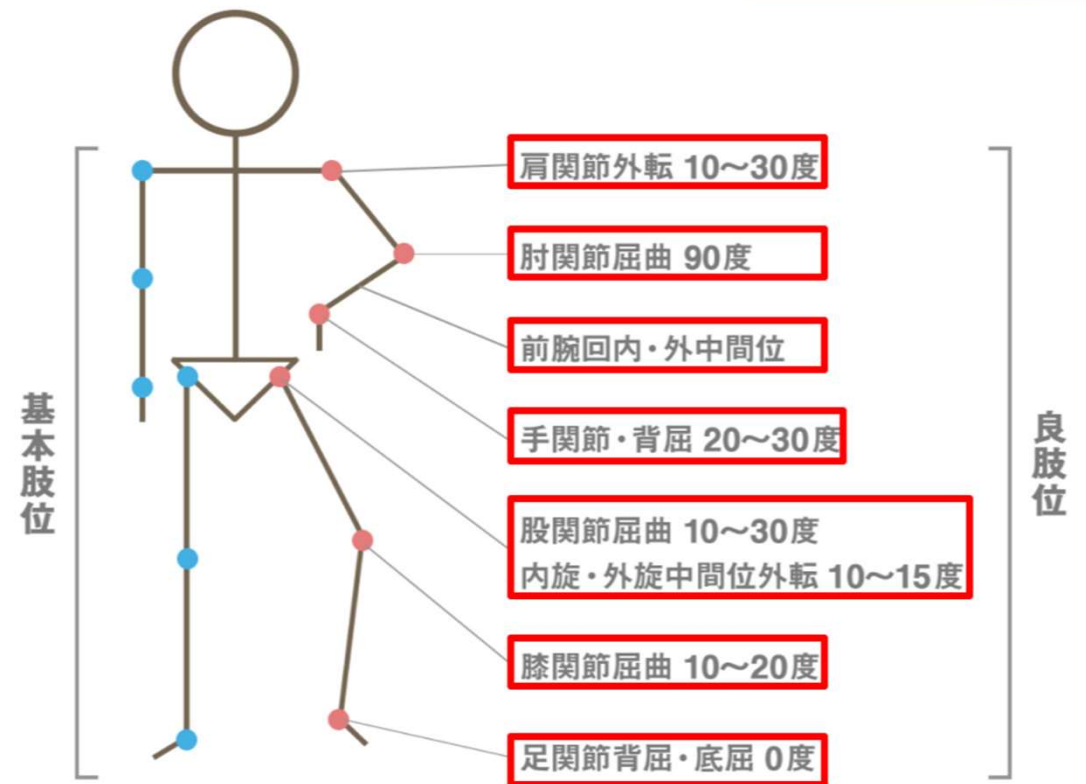 肩関節外転 10〜30度
肘関節屈曲 90度
前腕回内・外中間位
手関節・背屈 20〜30度
基本肢位
良肢位
股関節屈曲 10〜30度
内旋・外旋中間位外転 10〜15度
膝関節屈曲 10〜20度
足関節背屈・底屈 0度